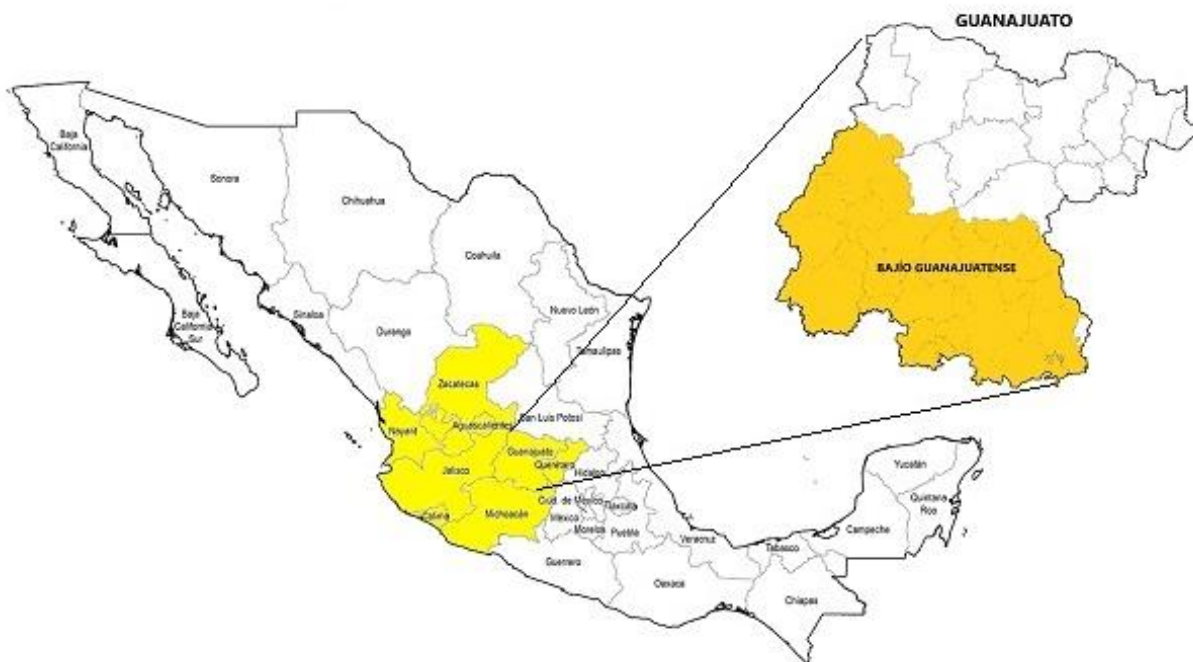 GUANAJUATO
BAJÍO GUANAJUATENSE
Baja
California
Sonora
Chihuahua
Coahuila
Baja
California
Sur
Sinaloa
Durango
Nuevo León
Tamaulipas
Zacatecas
San Luis Potosí
Nayarit
Aguascalientes
Guanajuato
Querétaro
Hidalgo
Jalisco
Colima
Michoacán
Ciud. de México
México
Tlaxcala
Morelos
Puebla
Veracruz
Guerrero
Oaxaca
Tabasco
Chiapas
Campeche
Yucatán
Quintana
Roo